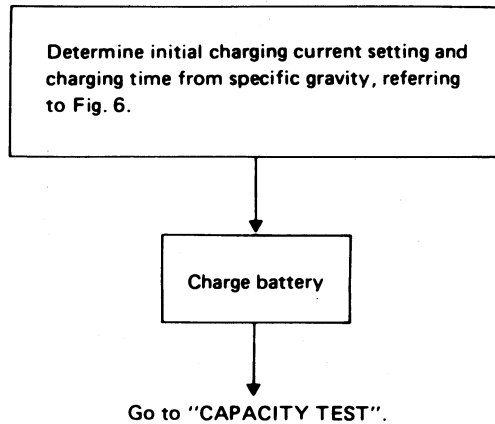 Determine initial charging current setting and
charging time from specific gravity, referring
to Fig. 6.
Charge battery
Go to "CAPACITY TEST".